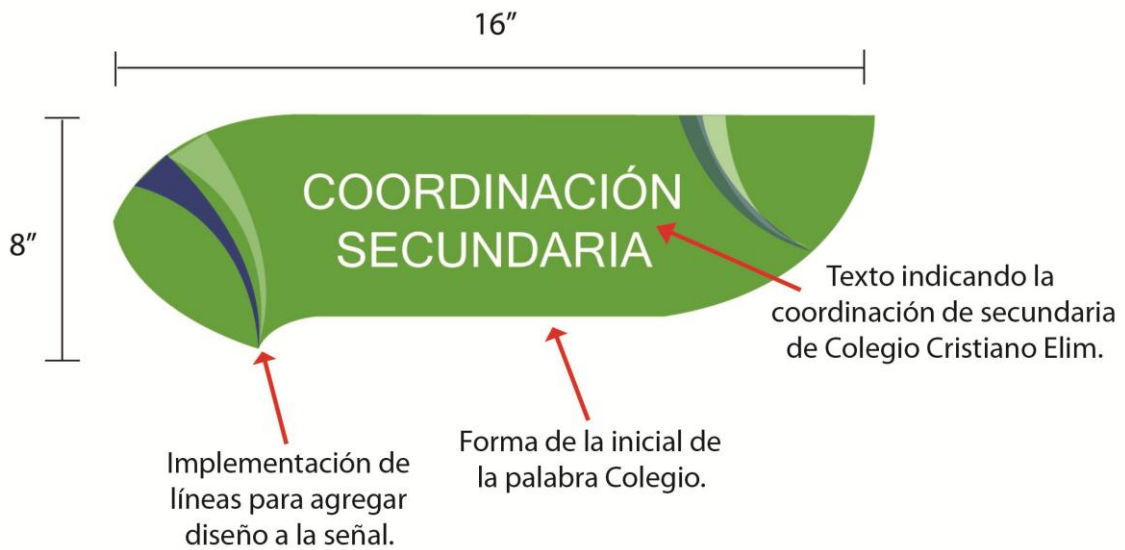 16”
8”
COORDINACIÓN
SECUNDARIA
Texto indicando la
coordinación de secundaria
de Colegio Cristiano Elim.
Forma de la inicial de
la palabra Colegio.
Implementación de
líneas para agregar
diseño a la señal.